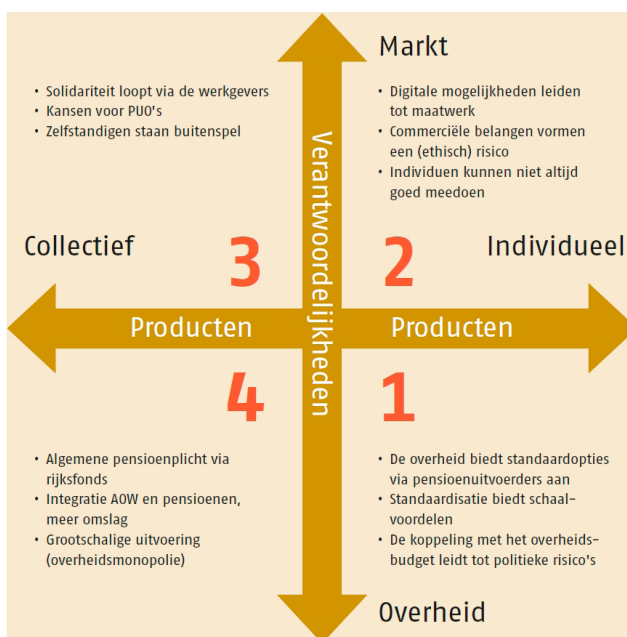 Markt
• Solidariteit loopt via de werkgevers
• Kansen voor PUO's
• Zelfstandigen staan buitenspel
• Digitale mogelijkheden leiden
tot maatwerk
• Commerciële belangen vormen
een (ethisch) risico
• Individuen kunnen niet altijd
goed meedoen
Verantwoordelijkheden
Collectief
3
2
Individueel
Producten
Producten
4
1
• Algemene pensioenplicht via
rijksfonds
• Integratie AOW en pensioenen,
meer omslag
• Grootschalige uitvoering
(overheidsmonopolie)
• De overheid biedt standaardopties
via pensioenuitvoerders aan
• Standaardisatie biedt schaal-
voordelen
• De koppeling met het overheids-
budget leidt tot politieke risico's
Overheid